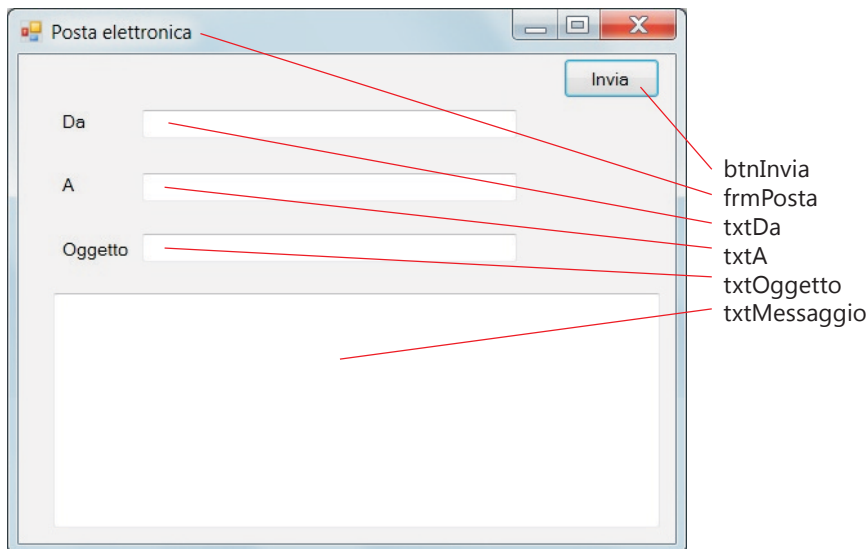 Posta elettronica
Invia
Da
A
Oggetto
btnInvia
frmPosta
txtDa
txtA
txtOggetto
txtMessaggio